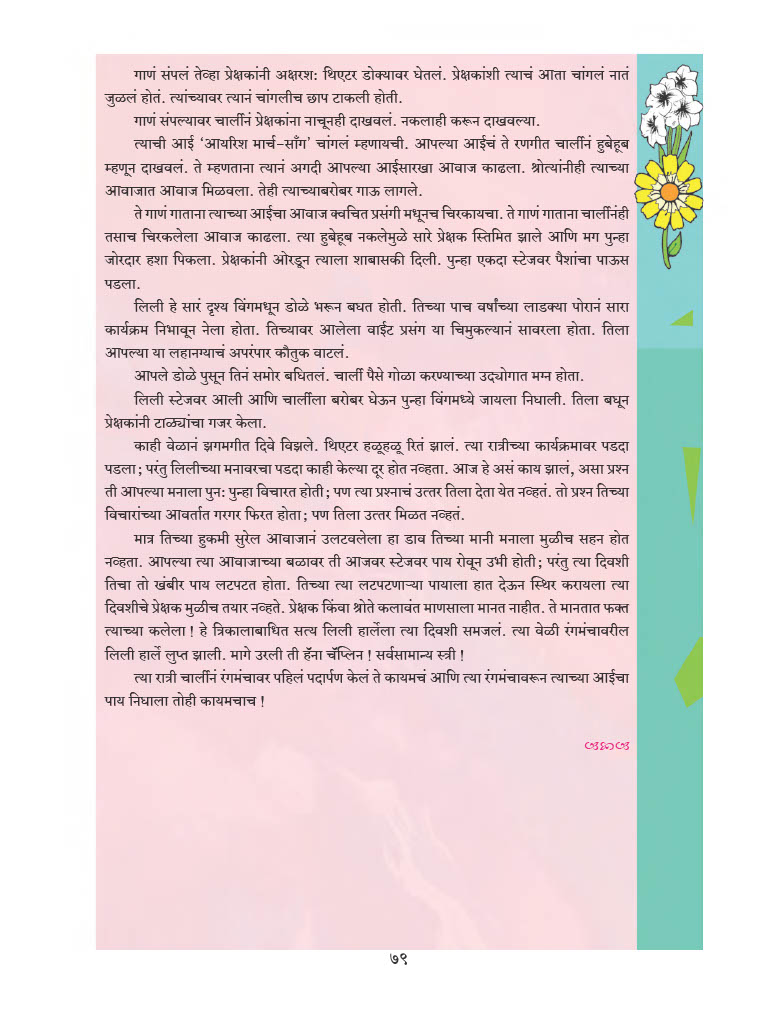 गाणं संपलं तेव्हा प्रेक्षकांनी अक्षरशः थिएटर डोक्यावर घेतलं. प्रेक्षकांशी त्याचं आता चांगलं नातं
जुळलं होतं. त्यांच्यावर त्यानं चांगलीच छाप टाकली होती.
गाणं संपल्यावर चार्लीनं प्रेक्षकांना नाचूनही दाखवलं. नकलाही करून दाखवल्या.
त्याची आई ‘आयरिश मार्च-साँग’ चांगलं म्हणायची. आपल्या आईचं ते रणगीत चार्लीनं हुबेहूब
म्हणून दाखवलं. ते म्हणताना त्यानं अगदी आपल्या आईसारखा आवाज काढला. श्रोत्यांनीही त्याच्या
आवाजात आवाज मिळवला. तेही त्याच्याबरोबर गाऊ लागले.
ते गाणं गाताना त्याच्या आईचा आवाज क्वचित प्रसंगी मधूनच चिरकायचा. ते गाणं गाताना चार्लीनंही
तसाच चिरकलेला आवाज काढला. त्या हुबेहूब नकलेमुळे सारे प्रेक्षक स्तिमित झाले आणि मग पुन्हा
जोरदार हशा पिकला. प्रेक्षकांनी ओरडून त्याला शाबासकी दिली. पुन्हा एकदा स्टेजवर पैशांचा पाऊस
पडला.
लिली हे सारं दृश्य विंगमधून डोळे भरून बघत होती. तिच्या पाच वर्षांच्या लाडक्या पोरानं सारा
कार्यक्रम निभावून नेला होता. तिच्यावर आलेला वाईट प्रसंग या चिमुकल्यानं सावरला होता. तिला
आपल्या या लहानग्याचं अपरंपार कौतुक वाटलं.
आपले डोळे पुसून तिनं समोर बघितलं. चार्ली पैसे गोळा करण्याच्या उद्योगात मग्न होता.
लिली स्टेजवर आली आणि चार्लीला बरोबर घेऊन पुन्हा विंगमध्ये जायला निघाली. तिला बघून
प्रेक्षकांनी टाळ्यांचा गजर केला.
काही वेळानं झगमगीत दिवे विझले. थिएटर हळूहळू रितं झालं. त्या रात्रीच्या कार्यक्रमावर पडदा
पडला; परंतु लिलीच्या मनावरचा पडदा काही केल्या दूर होत नव्हता. आज हे असं काय झालं, असा प्रश्न
ती आपल्या मनाला पुनः पुन्हा विचारत होती; पण त्या प्रश्नाचं उत्तर तिला देता येत नव्हतं. तो प्रश्न तिच्या
विचारांच्या आवर्तात गरगर फिरत होता; पण तिला उत्तर मिळत नव्हतं.
मात्र तिच्या हुकमी सुरेल आवाजानं उलटवलेला हा डाव तिच्या मानी मनाला मुळीच सहन होत
नव्हता. आपल्या त्या आवाजाच्या बळावर ती आजवर स्टेजवर पाय रोवून उभी होती; परंतु त्या दिवशी
तिचा तो खंबीर पाय लटपटत होता. तिच्या त्या लटपटणाऱ्या पायाला हात देऊन स्थिर करायला त्या
दिवशीचे प्रेक्षक मुळीच तयार नव्हते. प्रेक्षक किंवा श्रोते कलावंत माणसाला मानत नाहीत. ते मानतात फक्त
त्याच्या कलेला! हे त्रिकालाबाधित सत्य लिली हार्लेला त्या दिवशी समजलं. त्या वेळी रंगमंचावरील
लिली हार्ले लुप्त झाली. मागे उरली ती हॅना चॅप्लिन! सर्वसामान्य स्त्री!
त्या रात्री चार्लीनं रंगमंचावर पहिलं पदार्पण केलं ते कायमचं आणि त्या रंगमंचावरून त्याच्या आईचा
पाय निघाला तोही कायमचाच!
७९